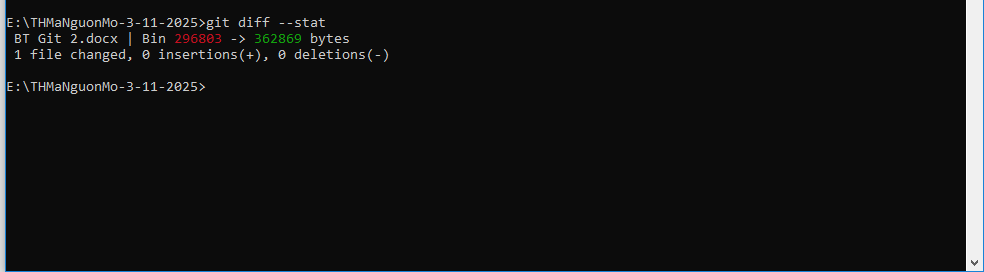 E:\THMaNguonMo-3-11-2025>git diff --stat
 BT Git 2.docx | Bin 296803 -> 362869 bytes
 1 file changed, 0 insertions(+), 0 deletions(-)
E:\THMaNguonMo-3-11-2025>